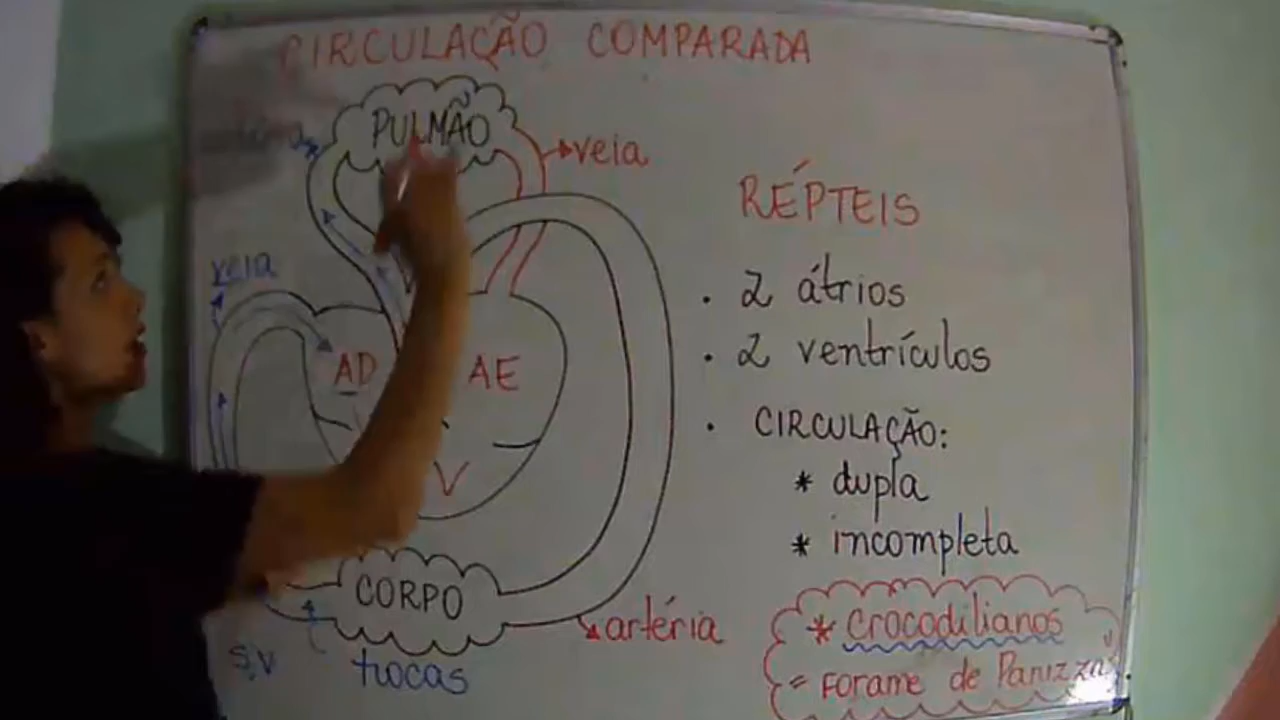 CIRCULAÇÃO COMPARADA
PULMÃO
veia
veia
AD
AE
V
CORPO
artéria
S.V
trocas
RÉPTEIS
. 2 átrios
. 2 ventrículos
. CIRCULAÇÃO:
* dupla
* incompleta
* crocodilianos
= Forame de Panizza